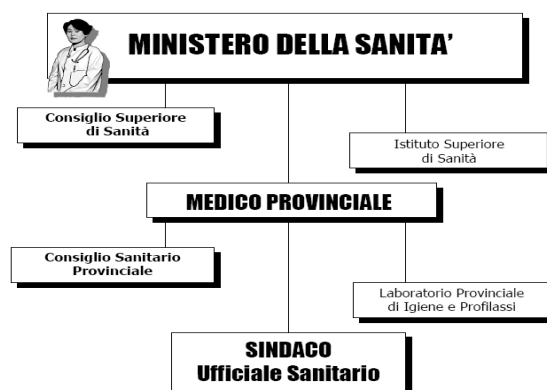 MINISTERO DELLA SANITA'
Consiglio Superiore
di Sanità
Istituto Superiore
di Sanità
MEDICO PROVINCIALE
Consiglio Sanitario
Provinciale
Laboratorio Provinciale
di Igiene e Profilassi
SINDACO
Ufficiale Sanitario